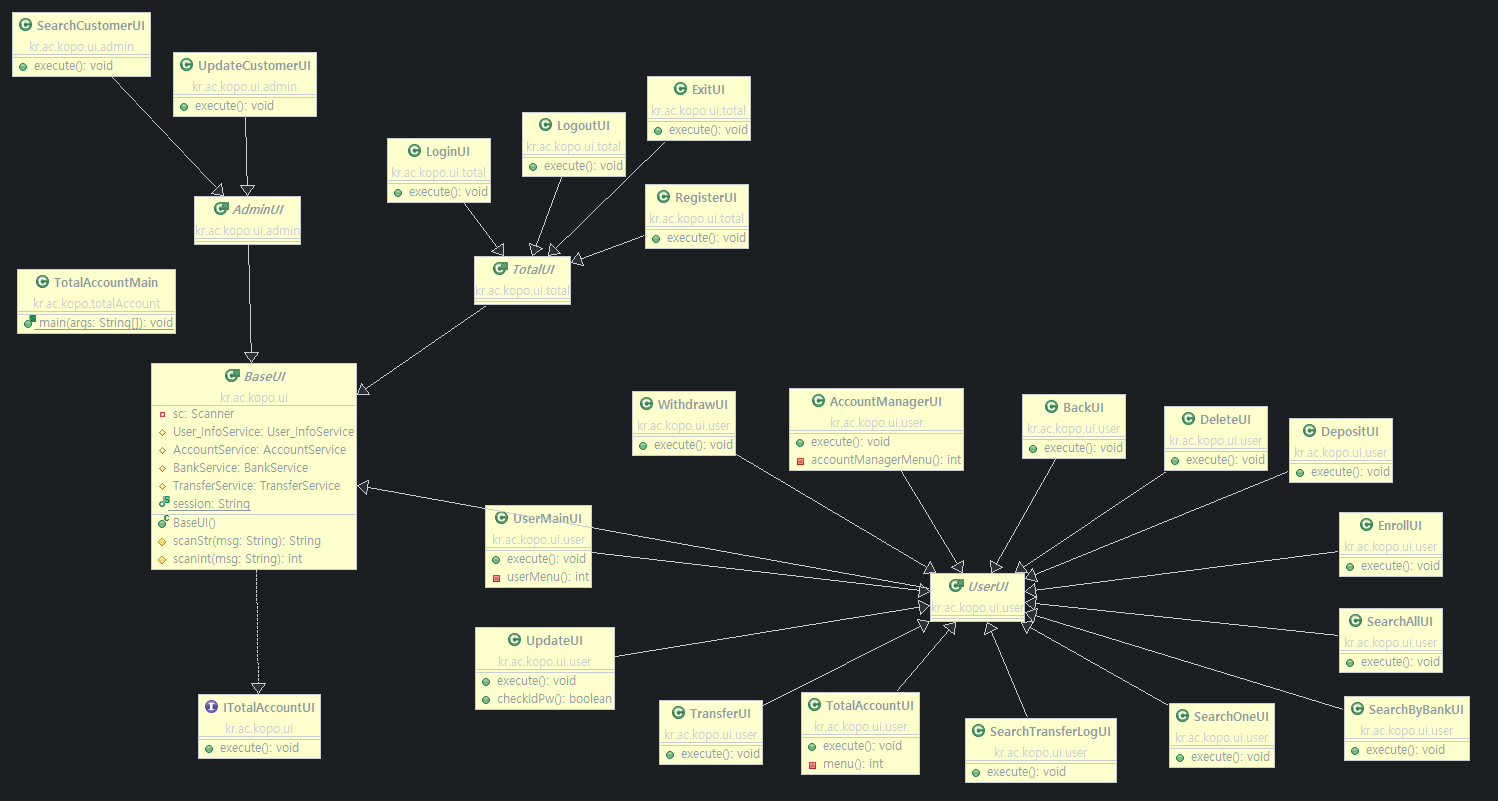 SearchCustomerUI
kr.ac.kopo.ui.admin
execute(): void
UpdateCustomerUI
kr.ac.kopo.ui.admin
execute(): void
ExitUI
kr.ac.kopo.ui.total
execute(): void
LogoutUI
kr.ac.kopo.ui.total
execute(): void
LoginUI
kr.ac.kopo.ui.total
execute(): void
RegisterUI
kr.ac.kopo.ui.total
execute(): void
AdminUI
kr.ac.kopo.ui.admin
TotalUI
kr.ac.kopo.ui.total
TotalAccountMain
kr.ac.kopo.totalAccount
main(args: String[]): void
BaseUI
kr.ac.kopo.ui
sc: Scanner
User_InfoService: User_InfoService
AccountService: AccountService
BankService: BankService
TransferService: TransferService
session: String
BaseUI()
scanStr(msg: String): String
scanInt(msg: String): int
WithdrawUI
kr.ac.kopo.ui.user
execute(): void
AccountManagerUI
kr.ac.kopo.ui.user
execute(): void
accountManagerMenu(): int
BackUI
kr.ac.kopo.ui.user
execute(): void
DeleteUI
kr.ac.kopo.ui.user
execute(): void
DepositUI
kr.ac.kopo.ui.user
execute(): void
UserMainUI
kr.ac.kopo.ui.user
execute(): void
userMenu(): int
EnrollUI
kr.ac.kopo.ui.user
execute(): void
UserUI
kr.ac.kopo.ui.user
SearchAllUI
kr.ac.kopo.ui.user
execute(): void
UpdateUI
kr.ac.kopo.ui.user
execute(): void
checkIdPw(): boolean
ITotalAccountUI
kr.ac.kopo.ui
execute(): void
TransferUI
kr.ac.kopo.ui.user
execute(): void
TotalAccountUI
kr.ac.kopo.ui.user
execute(): void
menu(): int
SearchTransferLogUI
kr.ac.kopo.ui.user
execute(): void
SearchOneUI
kr.ac.kopo.ui.user
execute(): void
SearchByBankUI
kr.ac.kopo.ui.user
execute(): void